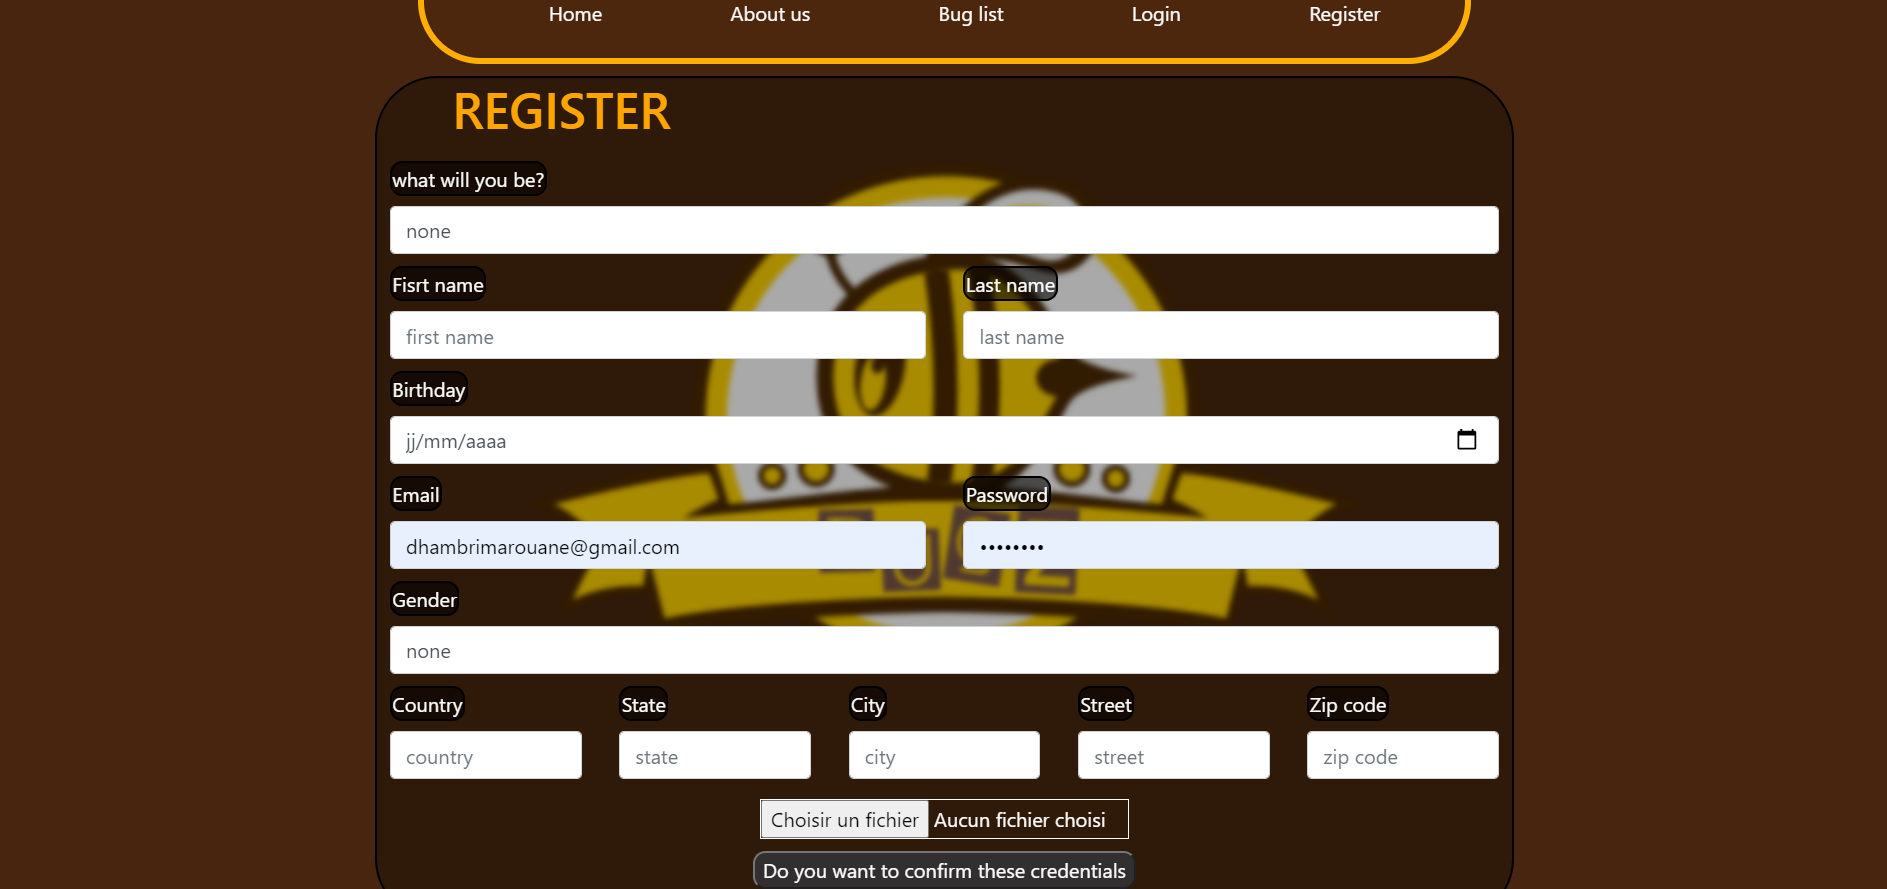 Home About us Bug list Login Register
REGISTER
what will you be?
none
Fisrt name Last name
first name last name
Birthday
jj/mm/aaaa
Email Password
dhambrimarouane@gmail.com ••••••••
Gender
none
Country State City Street Zip code
country state city street zip code
Choisir un fichier Aucun fichier choisi
Do you want to confirm these credentials